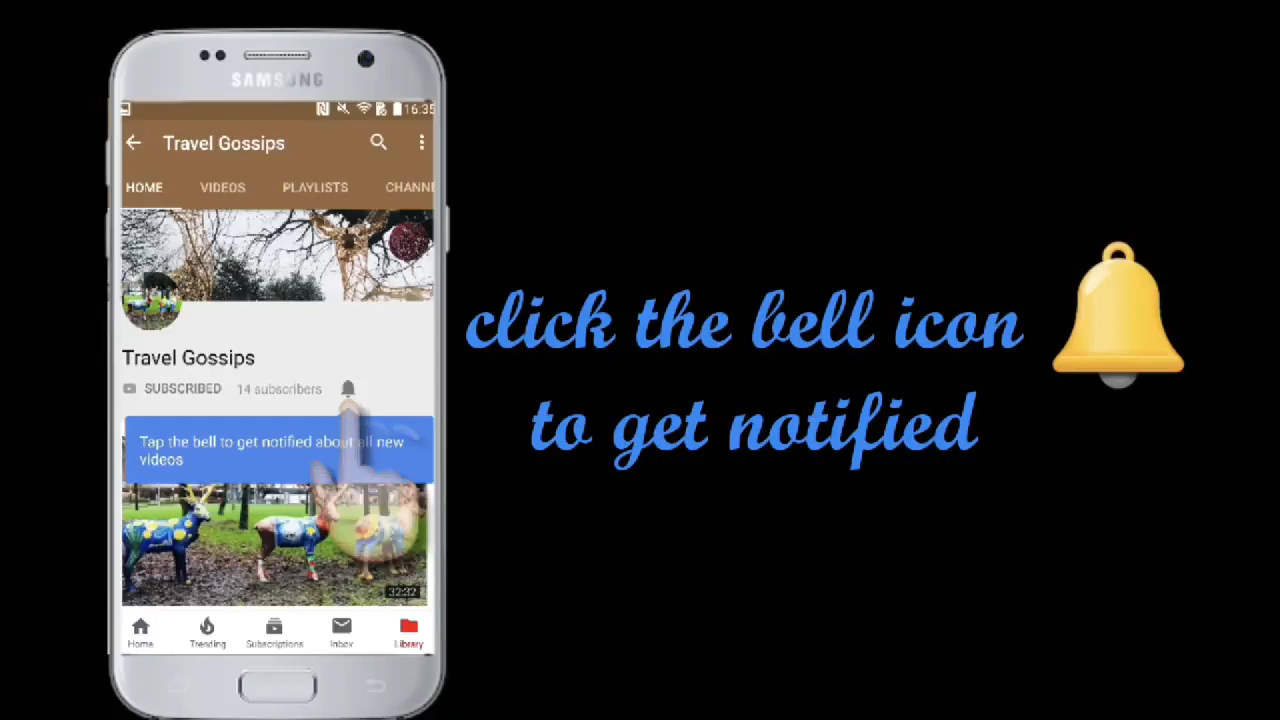 SAMSUNG
16:35
Travel Gossips
HOME VIDEOS PLAYLISTS CHANNE
Travel Gossips
SUBSCRIBED 14 subscribers
Tap the bell to get notified about all new
videos
32:32
Home Trending Subscriptions Inbox Library
click the bell icon
to get notified